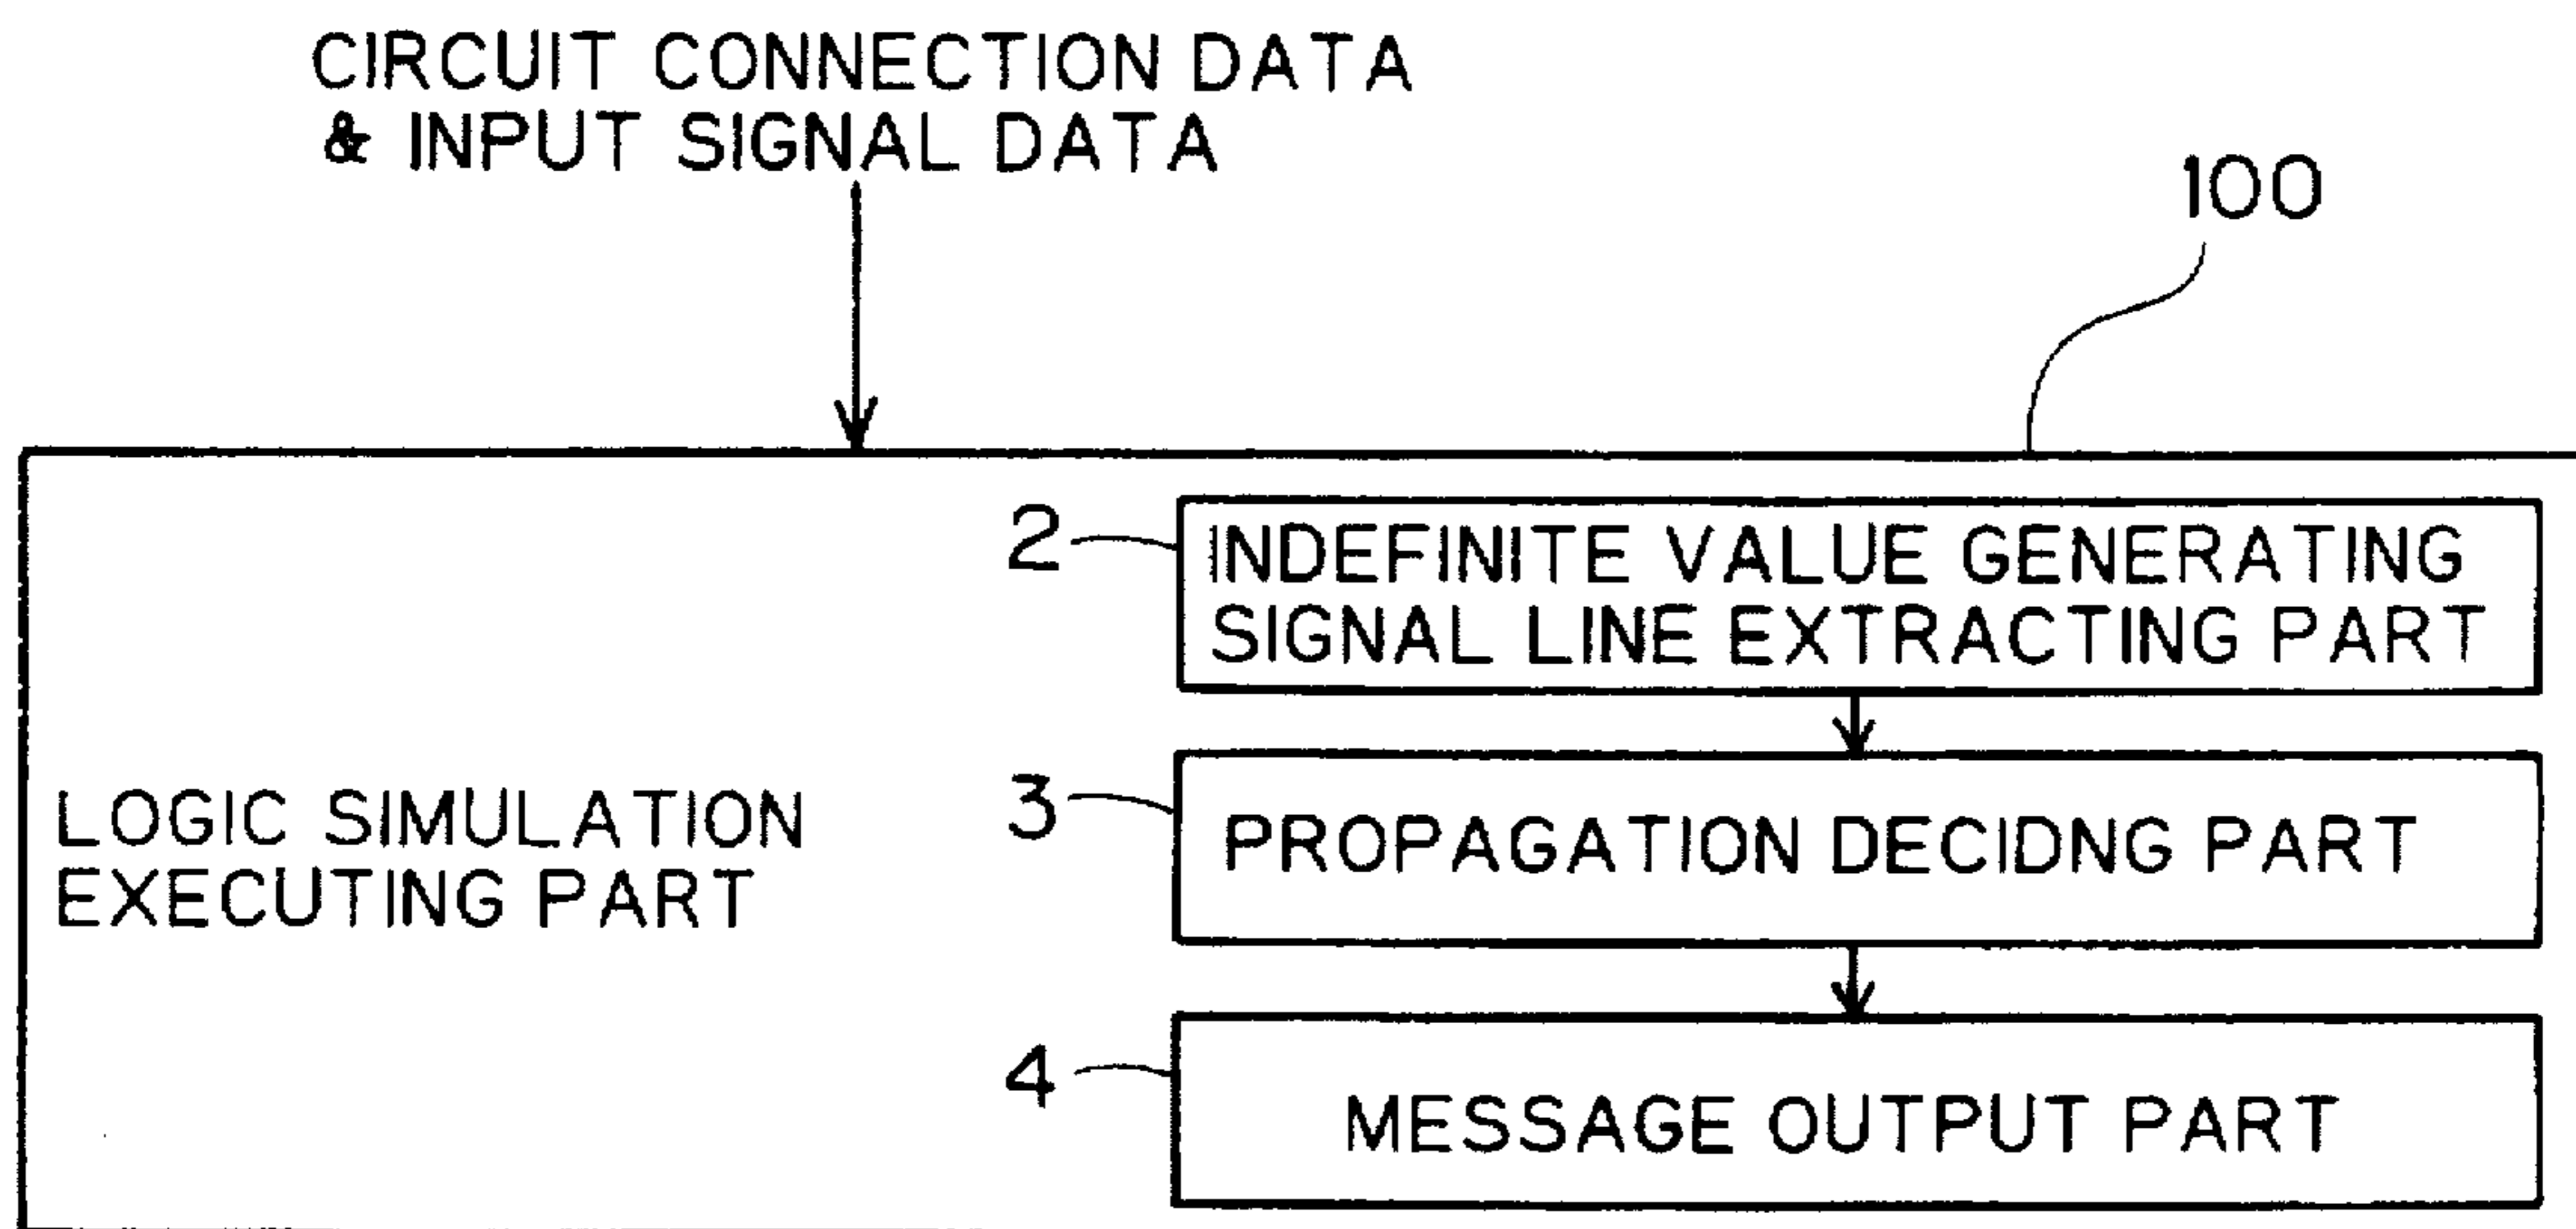 CIRCUIT CONNECTION DATA
& INPUT SIGNAL DATA
100
2
INDEFINITE VALUE GENERATING
SIGNAL LINE EXTRACTING PART
3
PROPAGATION DECIDNG PART
LOGIC SIMULATION
EXECUTING PART
4
MESSAGE OUTPUT PART